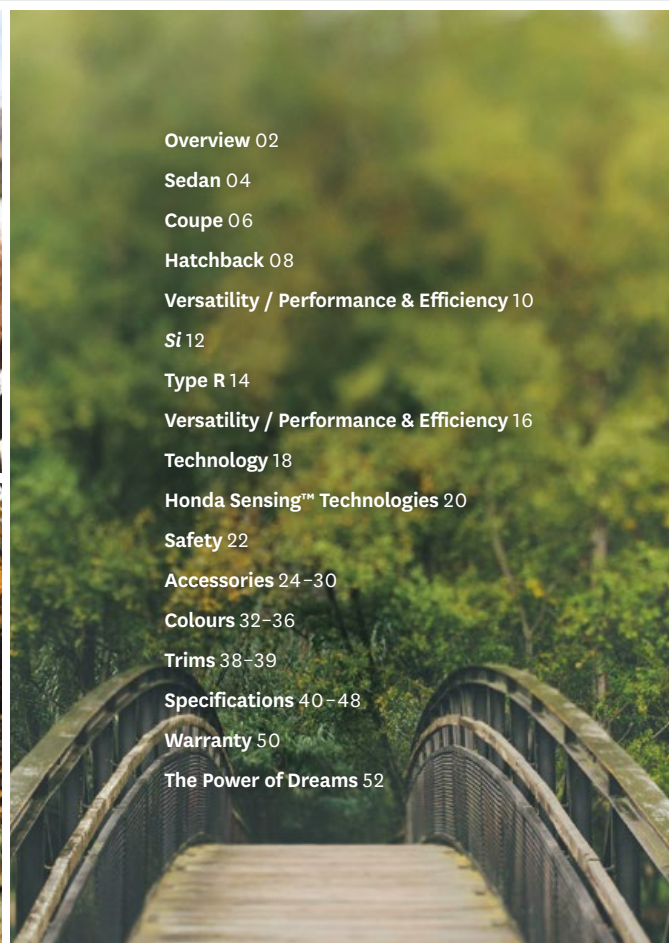 Overview 02
Sedan 04
Coupe 06
Hatchback 08
Versatility / Performance & Efficiency 10
Si 12
Type R 14
Versatility / Performance & Efficiency 16
Technology 18
Honda Sensing™ Technologies 20
Safety 22
Accessories 24–30
Colours 32–36
Trims 38–39
Specifications 40–48
Warranty 50
The Power of Dreams 52